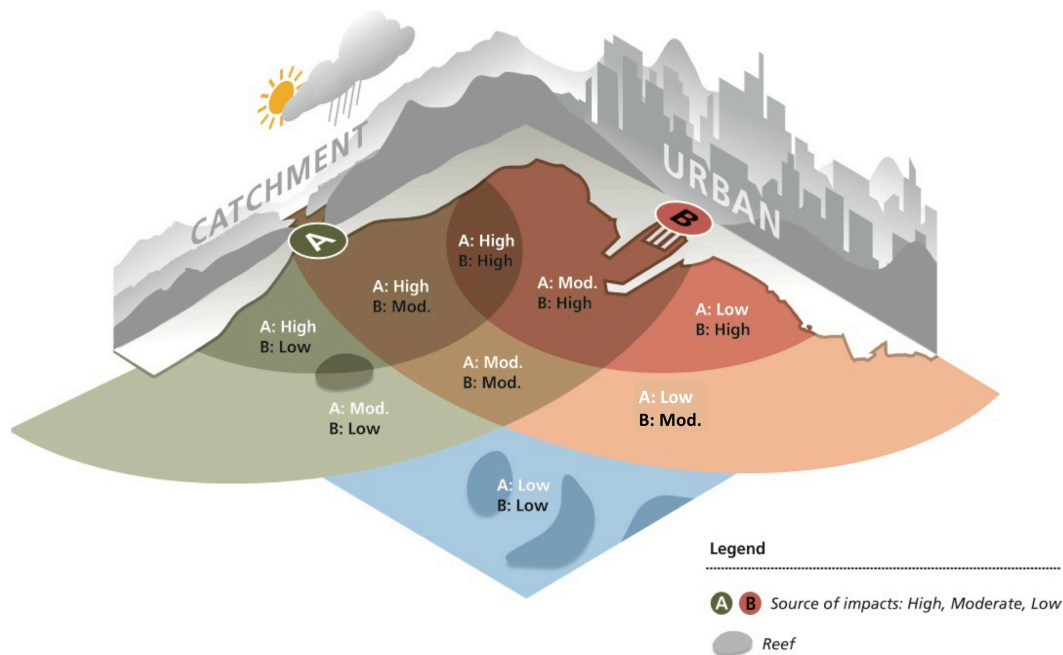 CATCHMENT
URBAN
A
B
A: High
B: High
A: High
B: Mod.
A: Mod.
B: High
A: Low
B: High
A: High
B: Low
A: Mod.
B: Mod.
A: Mod.
B: Low
A: Low
B: Mod.
A: Low
B: Low
Legend
A B Source of impacts: High, Moderate, Low
Reef